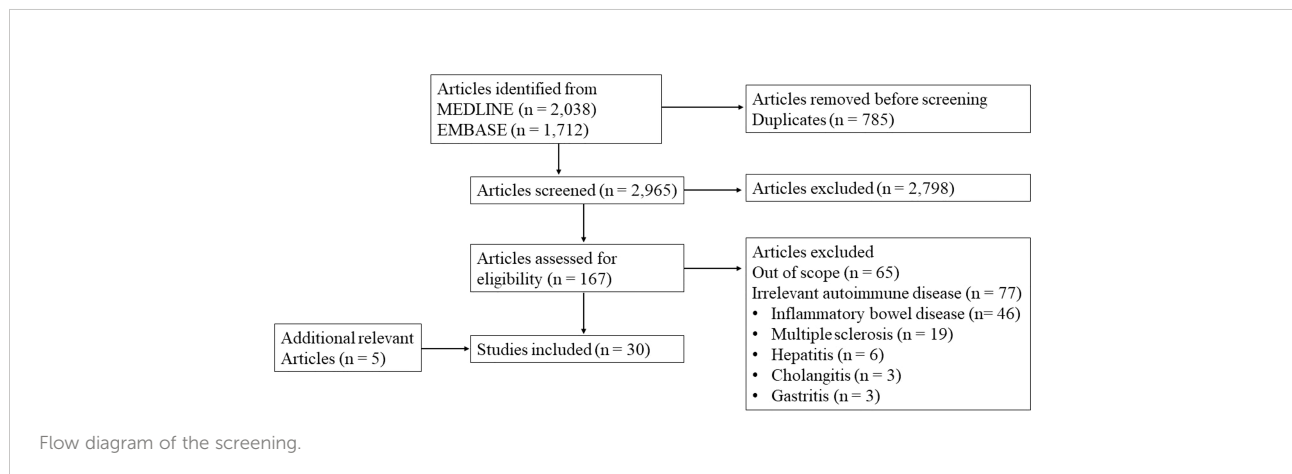 Articles identified from
MEDLINE (n = 2,038)
EMBASE (n = 1,712)
Articles removed before screening
Duplicates (n = 785)
Articles screened (n = 2,965)
Articles excluded (n = 2,798)
Articles assessed for
eligibility (n = 167)
Articles excluded
Out of scope (n = 65)
Irrelevant autoimmune disease (n = 77)
• Inflammatory bowel disease (n= 46)
• Multiple sclerosis (n = 19)
• Hepatitis (n = 6)
• Cholangitis (n = 3)
• Gastritis (n = 3)
Additional relevant
Articles (n = 5)
Studies included (n = 30)
Flow diagram of the screening.